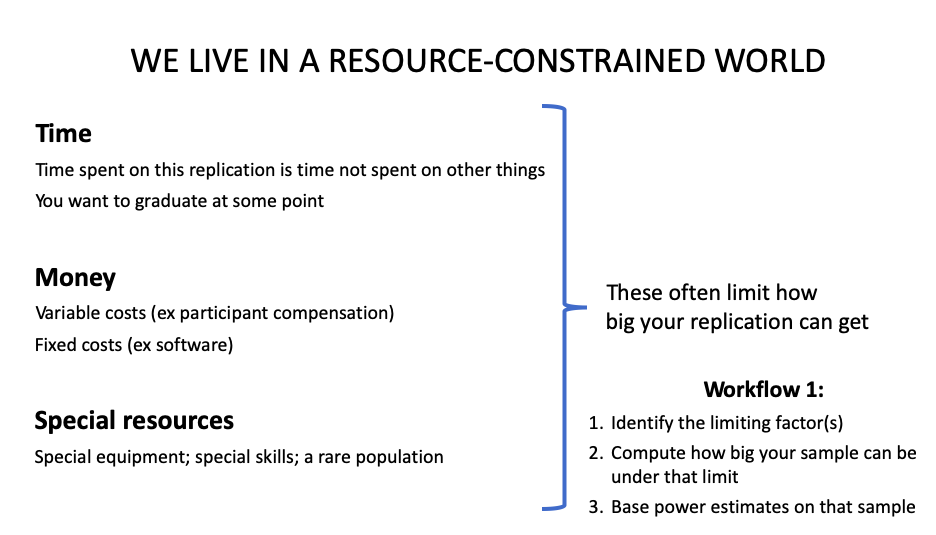 WE LIVE IN A RESOURCE-CONSTRAINED WORLD
Time
Time spent on this replication is time not spent on other things
You want to graduate at some point
Money
Variable costs (ex participant compensation)
Fixed costs (ex software)
Special resources
Special equipment; special skills; a rare population
These often limit how
big your replication can get
Workflow 1:
1. Identify the limiting factor(s)
2. Compute how big your sample can be
under that limit
3. Base power estimates on that sample